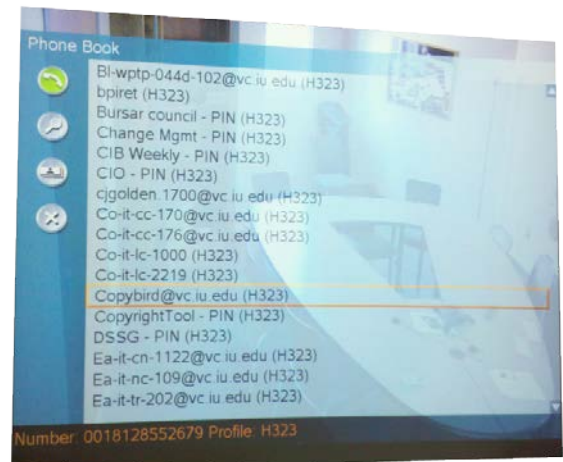 Phone Book
Bl-wptp-044d-102@vc.iu.edu (H323)
bpiret (H323)
Bursar council - PIN (H323)
Change Mgmt - PIN (H323)
CIB Weekly - PIN (H323)
CIO - PIN (H323)
cjgolden.1700@vc.iu.edu (H323)
Co-it-cc-170@vc.iu.edu (H323)
Co-it-cc-176@vc.iu.edu (H323)
Co-it-lc-1000 (H323)
Co-it-lc-2219 (H323)
Copybird@vc.iu.edu (H323)
CopyrightTool - PIN (H323)
DSSG - PIN (H323)
Ea-it-cn-1122@vc.iu.edu (H323)
Ea-it-nc-109@vc.iu.edu (H323)
Ea-it-tr-202@vc.iu.edu (H323)
Number: 0018128552679 Profile: H323